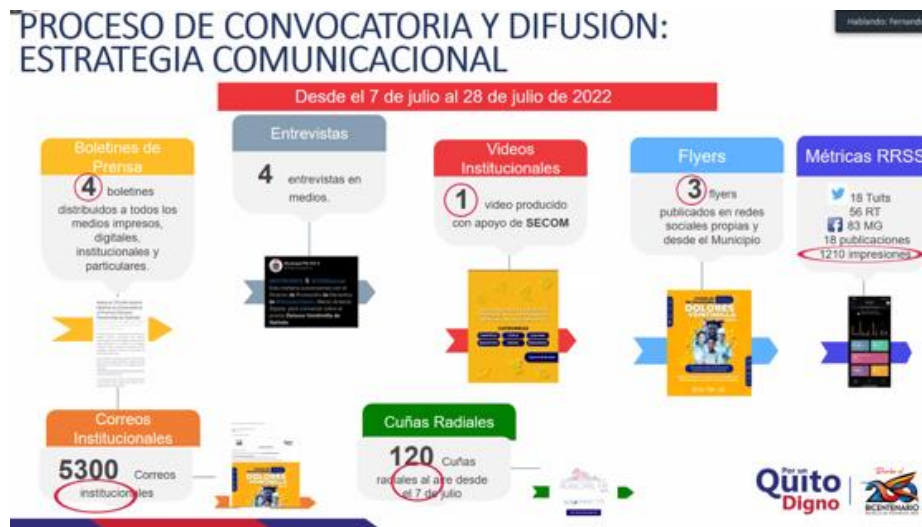 PROCESO DE CONVOCATORIA Y DIFUSIÓN:
ESTRATEGIA COMUNICACIONAL
Hablando: Fernando
Desde el 7 de julio al 28 de julio de 2022
Boletines de
Prensa
4 boletines
distribuidos a todos los
medios impresos,
digitales,
institucionales y
particulares.
Entrevistas
4 entrevistas en
medios.
Videos
Institucionales
1 video producido
con apoyo de SECOM
Flyers
3 flyers
publicados en redes
sociales propias y
desde el Municipio
Métricas RRSS
18 Tuits
56 RT
83 MG
18 publicaciones
1210 impresiones
DOLORES
VEINTIMILLA
Correos
Institucionales
5300 Correos
institucionales
DOLORES
Cuñas Radiales
120 Cuñas
radiales al aire desde
el 7 de julio
Por un
Quito
Digno
BICENTENARIO